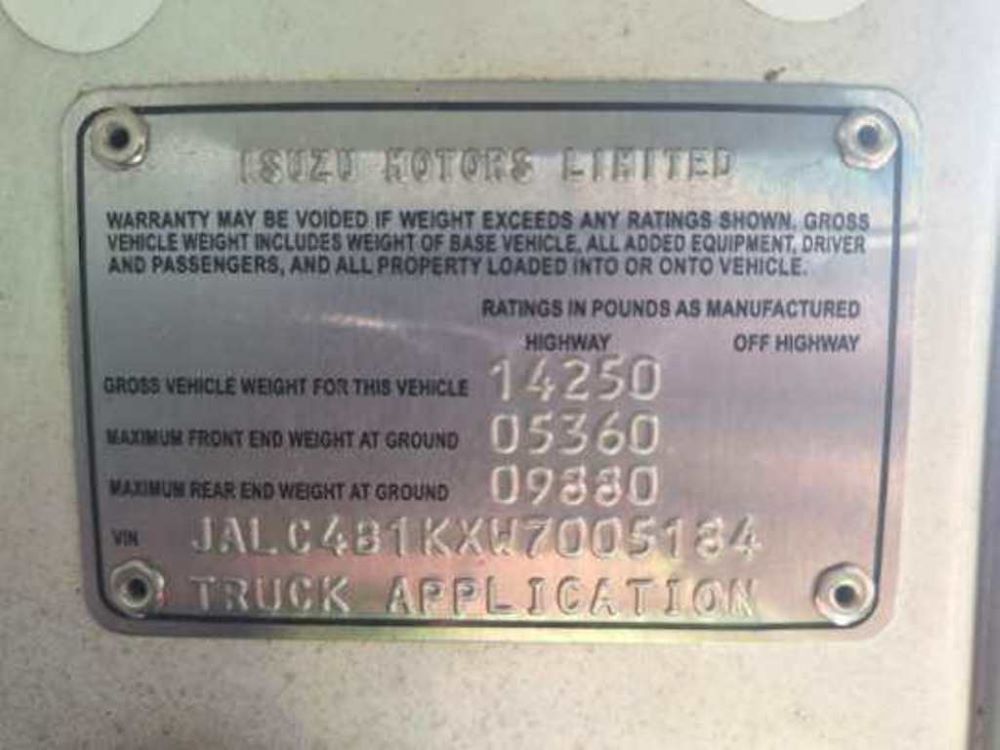 ISUZU MOTORS LIMITED
WARRANTY MAY BE VOIDED IF WEIGHT EXCEEDS ANY RATINGS SHOWN. GROSS
VEHICLE WEIGHT INCLUDES WEIGHT OF BASE VEHICLE, ALL ADDED EQUIPMENT, DRIVER
AND PASSENGERS, AND ALL PROPERTY LOADED INTO OR ONTO VEHICLE.
RATINGS IN POUNDS AS MANUFACTURED
HIGHWAY OFF HIGHWAY
GROSS VEHICLE WEIGHT FOR THIS VEHICLE 14250
MAXIMUM FRONT END WEIGHT AT GROUND 05360
MAXIMUM REAR END WEIGHT AT GROUND 09880
VIN JALC4B1KXW7005184
TRUCK APPLICATION